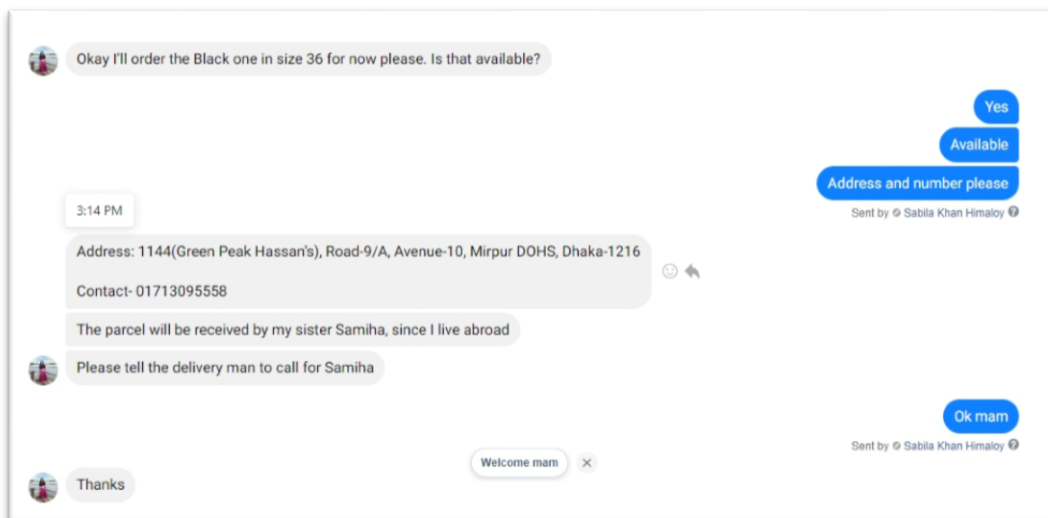 Okay I'll order the Black one in size 36 for now please. Is that available?
Yes
Available
Address and number please
Sent by Sabila Khan Himaloy
3:14 PM
Address: 1144(Green Peak Hassan's), Road-9/A, Avenue-10, Mirpur DOHS, Dhaka-1216
Contact- 01713095558
The parcel will be received by my sister Samiha, since I live abroad
Please tell the delivery man to call for Samiha
Ok mam
Sent by Sabila Khan Himaloy
Welcome mam
Thanks